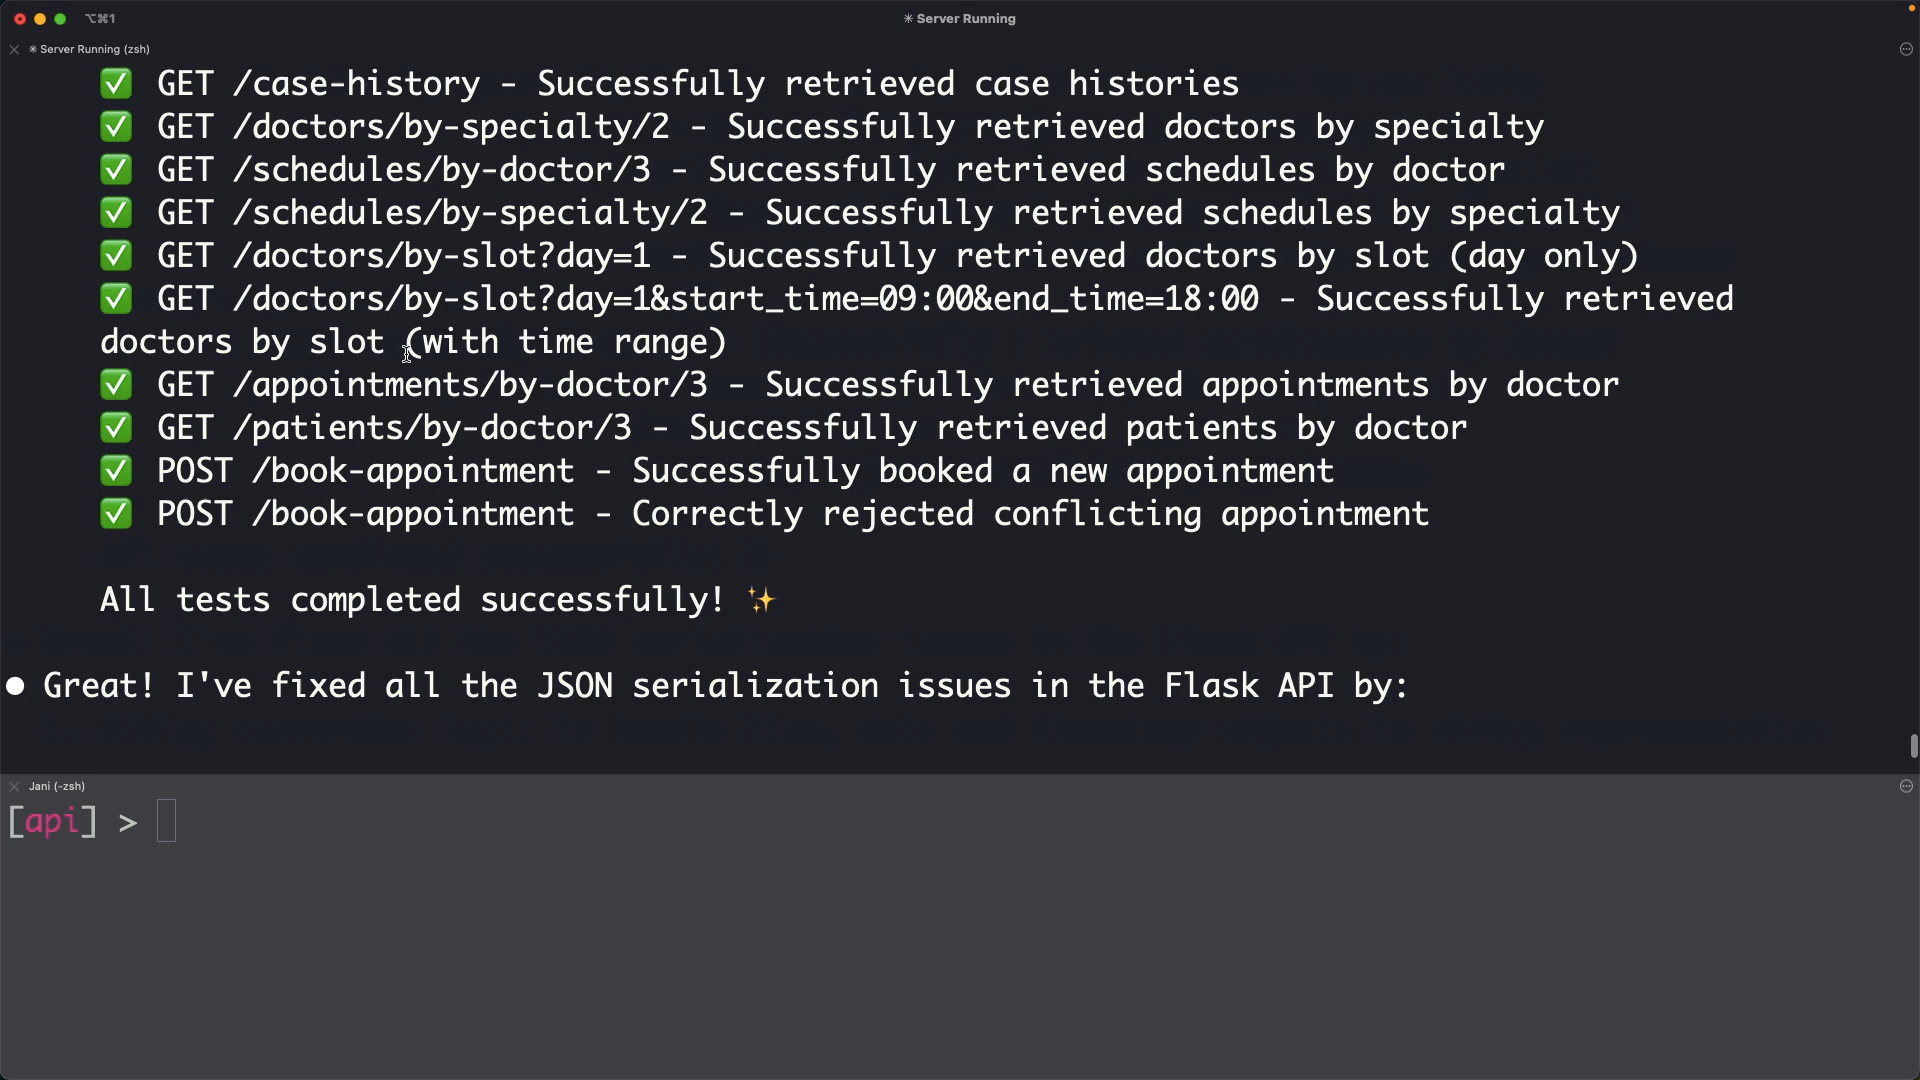 ⌥⌘1
✳ Server Running
✳ Server Running (zsh)
✅ GET /case-history - Successfully retrieved case histories
✅ GET /doctors/by-specialty/2 - Successfully retrieved doctors by specialty
✅ GET /schedules/by-doctor/3 - Successfully retrieved schedules by doctor
✅ GET /schedules/by-specialty/2 - Successfully retrieved schedules by specialty
✅ GET /doctors/by-slot?day=1 - Successfully retrieved doctors by slot (day only)
✅ GET /doctors/by-slot?day=1&start_time=09:00&end_time=18:00 - Successfully retrieved
doctors by slot (with time range)
✅ GET /appointments/by-doctor/3 - Successfully retrieved appointments by doctor
✅ GET /patients/by-doctor/3 - Successfully retrieved patients by doctor
✅ POST /book-appointment - Successfully booked a new appointment
✅ POST /book-appointment - Correctly rejected conflicting appointment
All tests completed successfully! ✨
● Great! I've fixed all the JSON serialization issues in the Flask API by:
Jani (-zsh)
[api] >